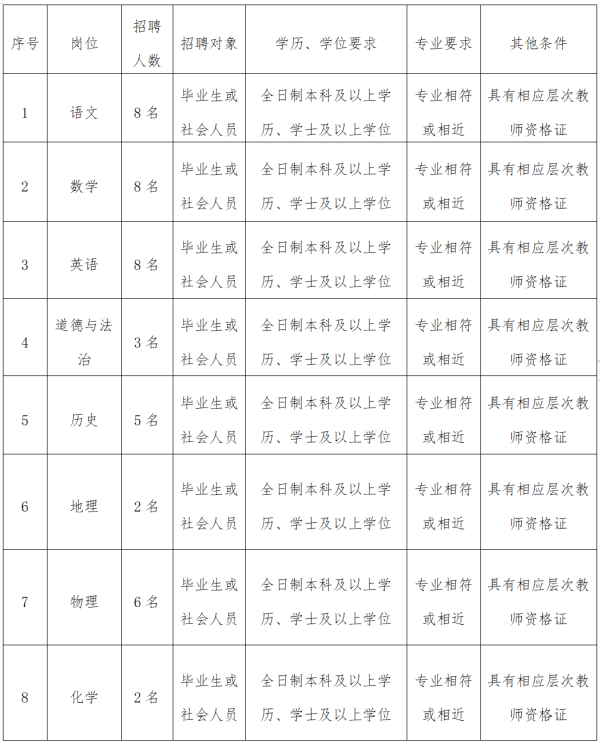 序号 岗位 招聘人数 招聘对象 学历、学位要求 专业要求 其他条件
1 语文 8名 毕业生或社会人员 全日制本科及以上学历、学士及以上学位 专业相符或相近 具有相应层次教师资格证
2 数学 8名 毕业生或社会人员 全日制本科及以上学历、学士及以上学位 专业相符或相近 具有相应层次教师资格证
3 英语 8名 毕业生或社会人员 全日制本科及以上学历、学士及以上学位 专业相符或相近 具有相应层次教师资格证
4 道德与法治 3名 毕业生或社会人员 全日制本科及以上学历、学士及以上学位 专业相符或相近 具有相应层次教师资格证
5 历史 5名 毕业生或社会人员 全日制本科及以上学历、学士及以上学位 专业相符或相近 具有相应层次教师资格证
6 地理 2名 毕业生或社会人员 全日制本科及以上学历、学士及以上学位 专业相符或相近 具有相应层次教师资格证
7 物理 6名 毕业生或社会人员 全日制本科及以上学历、学士及以上学位 专业相符或相近 具有相应层次教师资格证
8 化学 2名 毕业生或社会人员 全日制本科及以上学历、学士及以上学位 专业相符或相近 具有相应层次教师资格证